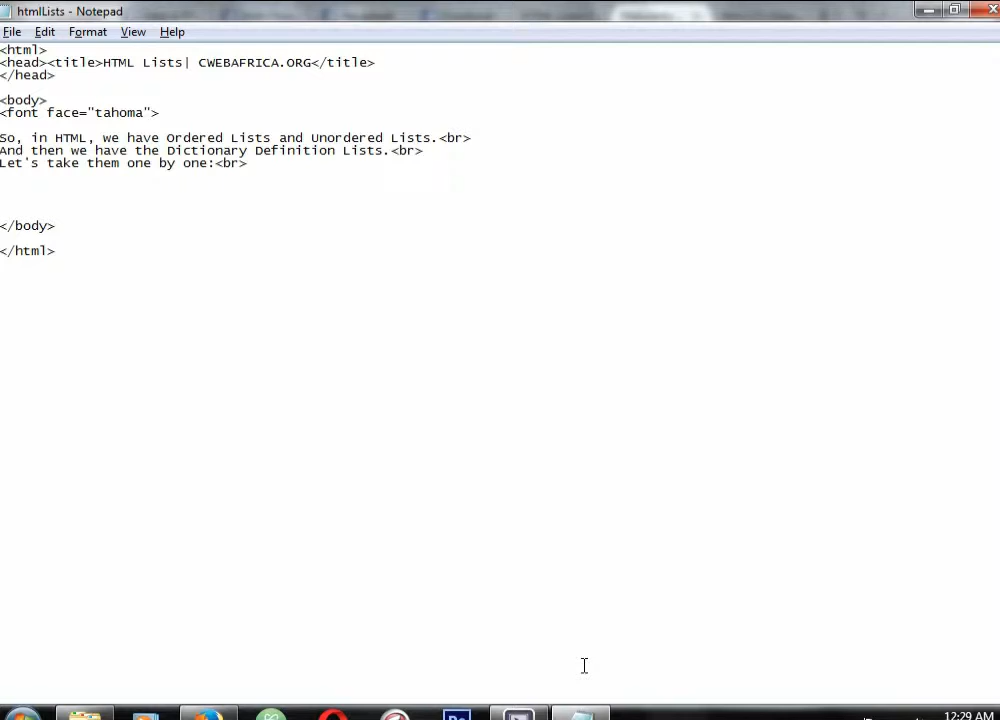 htmlLists - Notepad
File Edit Format View Help
<html>
<head><title>HTML Lists| CWEBAFRICA.ORG</title>
</head>
<body>
<font face="tahoma">
So, in HTML, we have Ordered Lists and Unordered Lists.<br>
And then we have the Dictionary Definition Lists.<br>
Let's take them one by one:<br>
</body>
</html>
12:29 AM